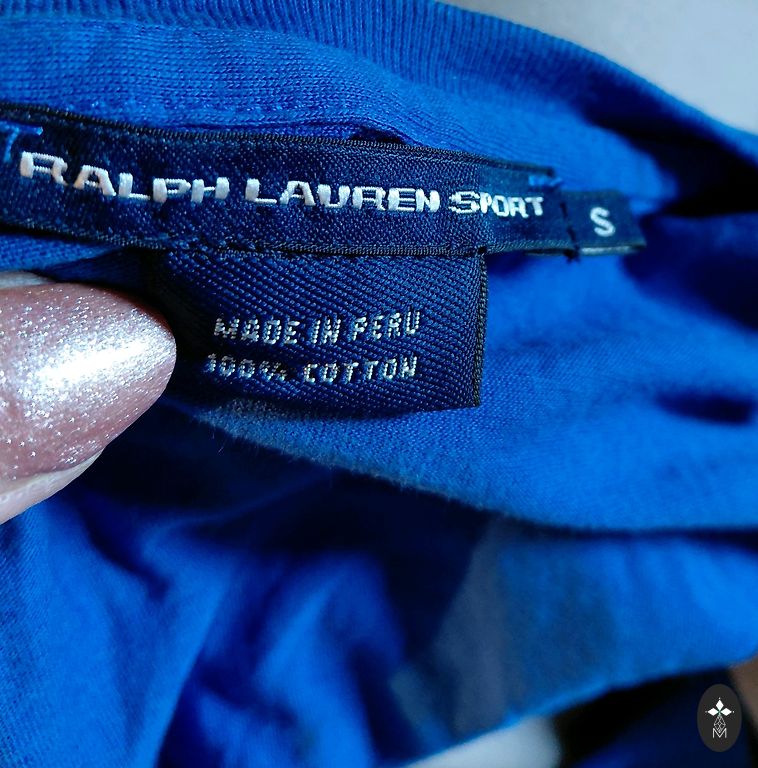 RALPH LAUREN SPORT
S
MADE IN PERU
100% COTTON
M